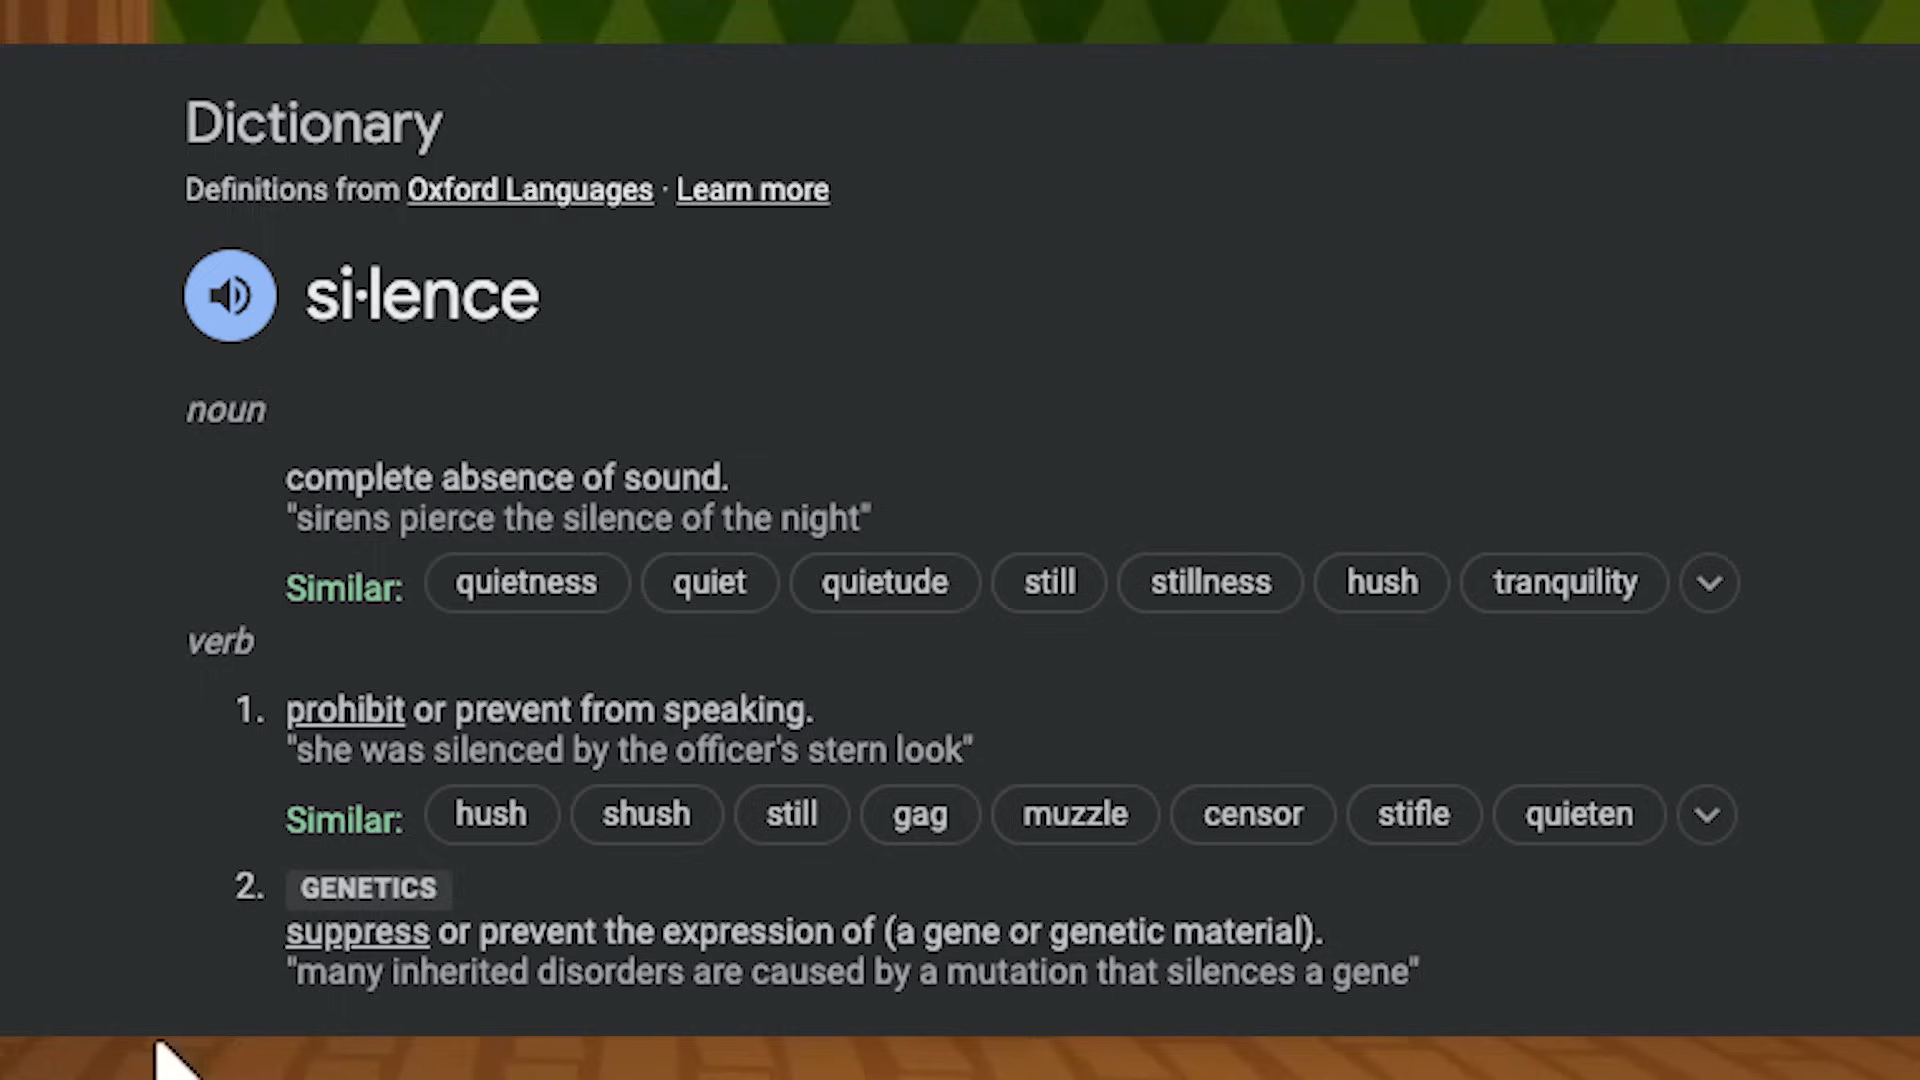 Dictionary
Definitions from Oxford Languages · Learn more
si·lence
noun
complete absence of sound.
"sirens pierce the silence of the night"
Similar: quietness quiet quietude still stillness hush tranquility
verb
1. prohibit or prevent from speaking.
"she was silenced by the officer's stern look"
Similar: hush shush still gag muzzle censor stifle quieten
2. GENETICS
suppress or prevent the expression of (a gene or genetic material).
"many inherited disorders are caused by a mutation that silences a gene"